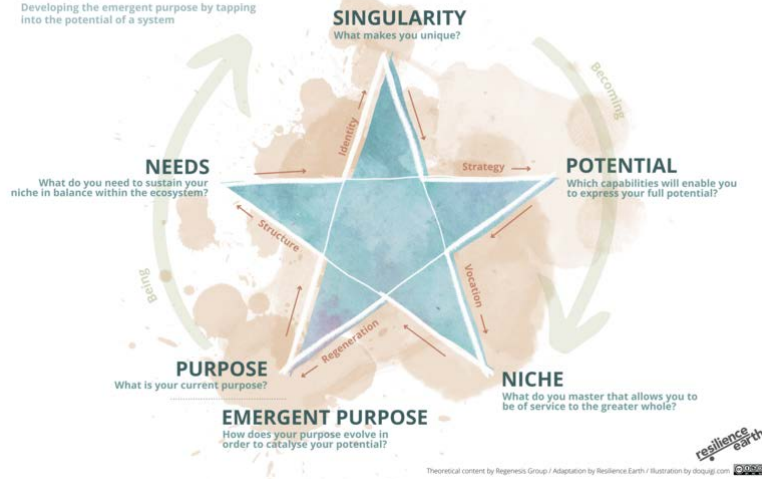 Developing the emergent purpose by tapping
into the potential of a system
SINGULARITY
What makes you unique?
Becoming
Identity
Strategy
NEEDS
What do you need to sustain your
niche in balance within the ecosystem?
POTENTIAL
Which capabilities will enable you
to express your full potential?
Structure
Vocation
Being
Regeneration
PURPOSE
What is your current purpose?
NICHE
What do you master that allows you to
be of service to the greater whole?
EMERGENT PURPOSE
How does your purpose evolve in
order to catalyse your potential?
resilience
earth
Theoretical content by Regenesis Group / Adaptation by Resilience.Earth / Illustration by doquigi.com